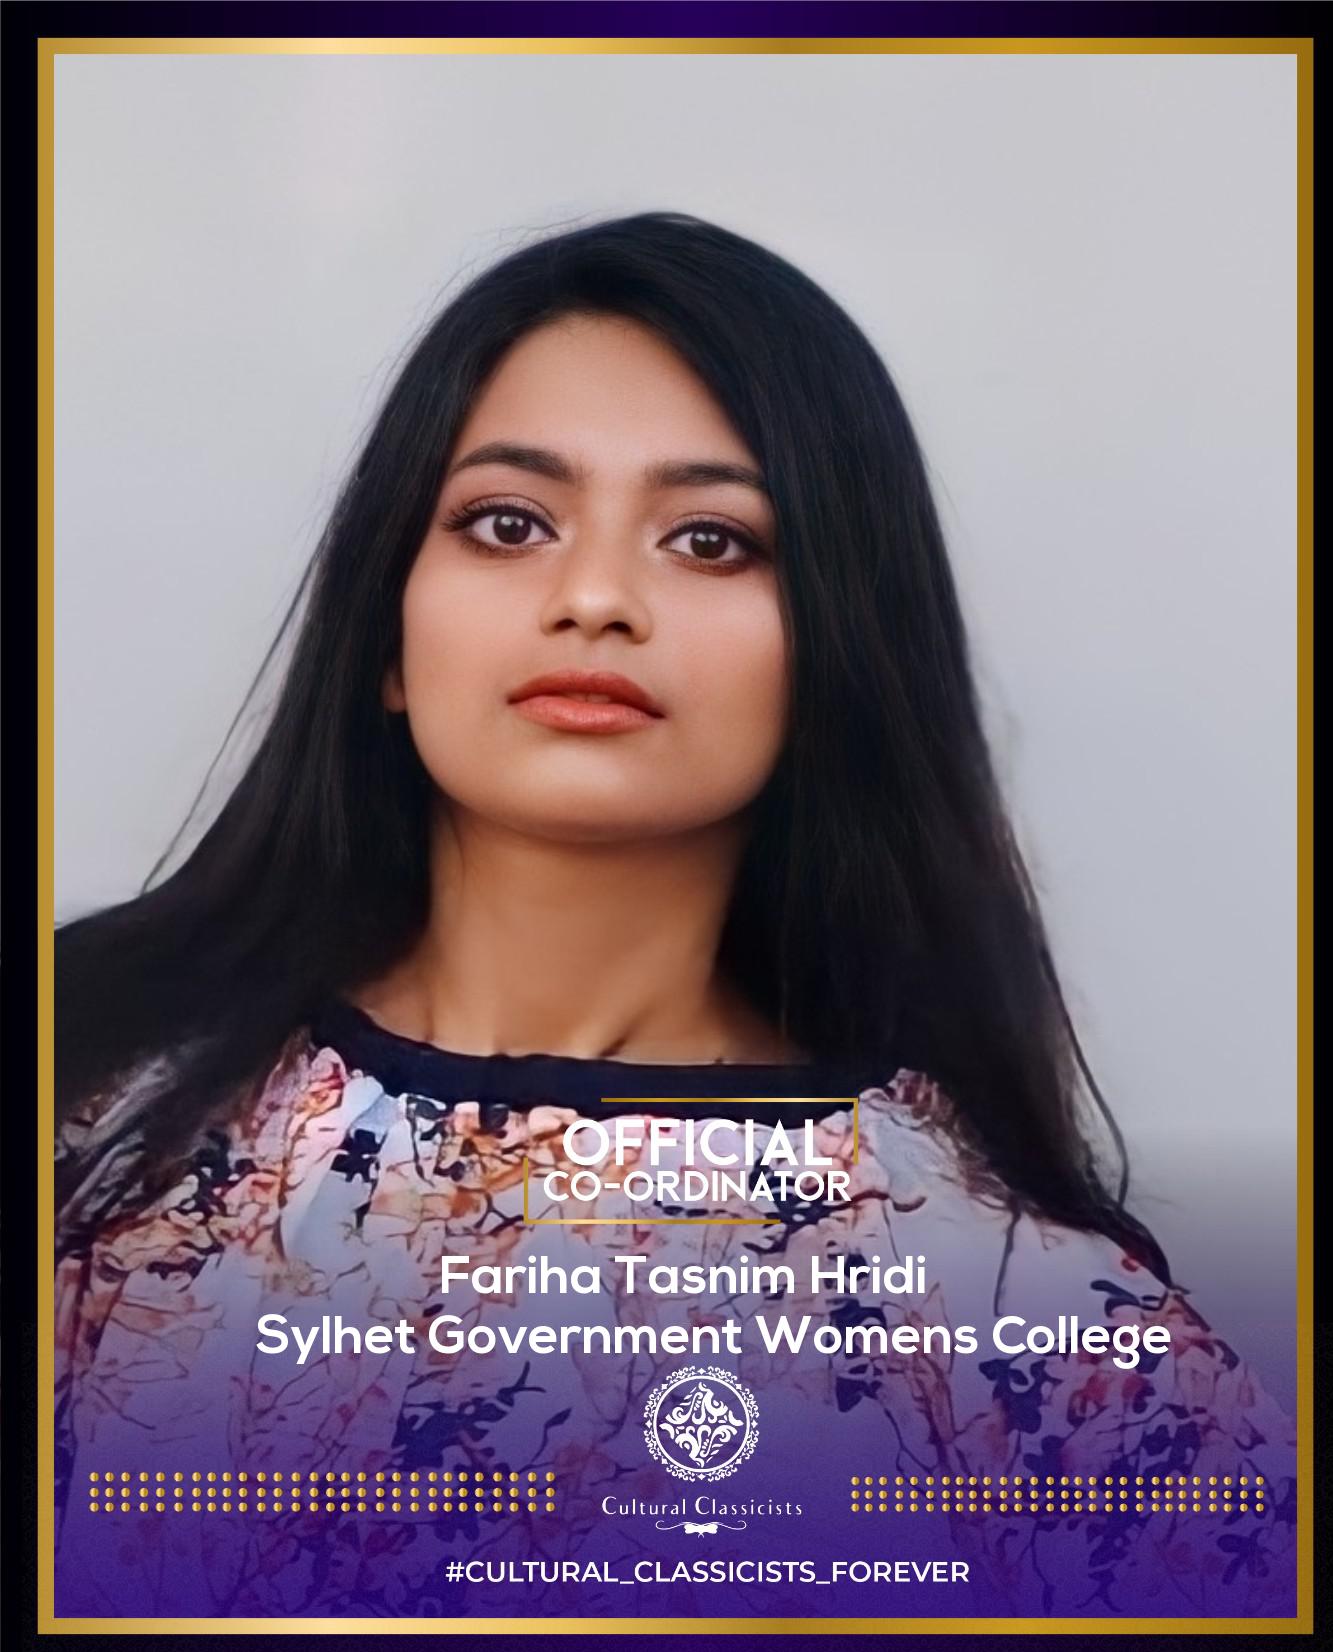 OFFICIAL
CO-ORDINATOR
Fariha Tasnim Hridi
Sylhet Government Womens College
Cultural Classicists
#CULTURAL_CLASSICISTS_FOREVER